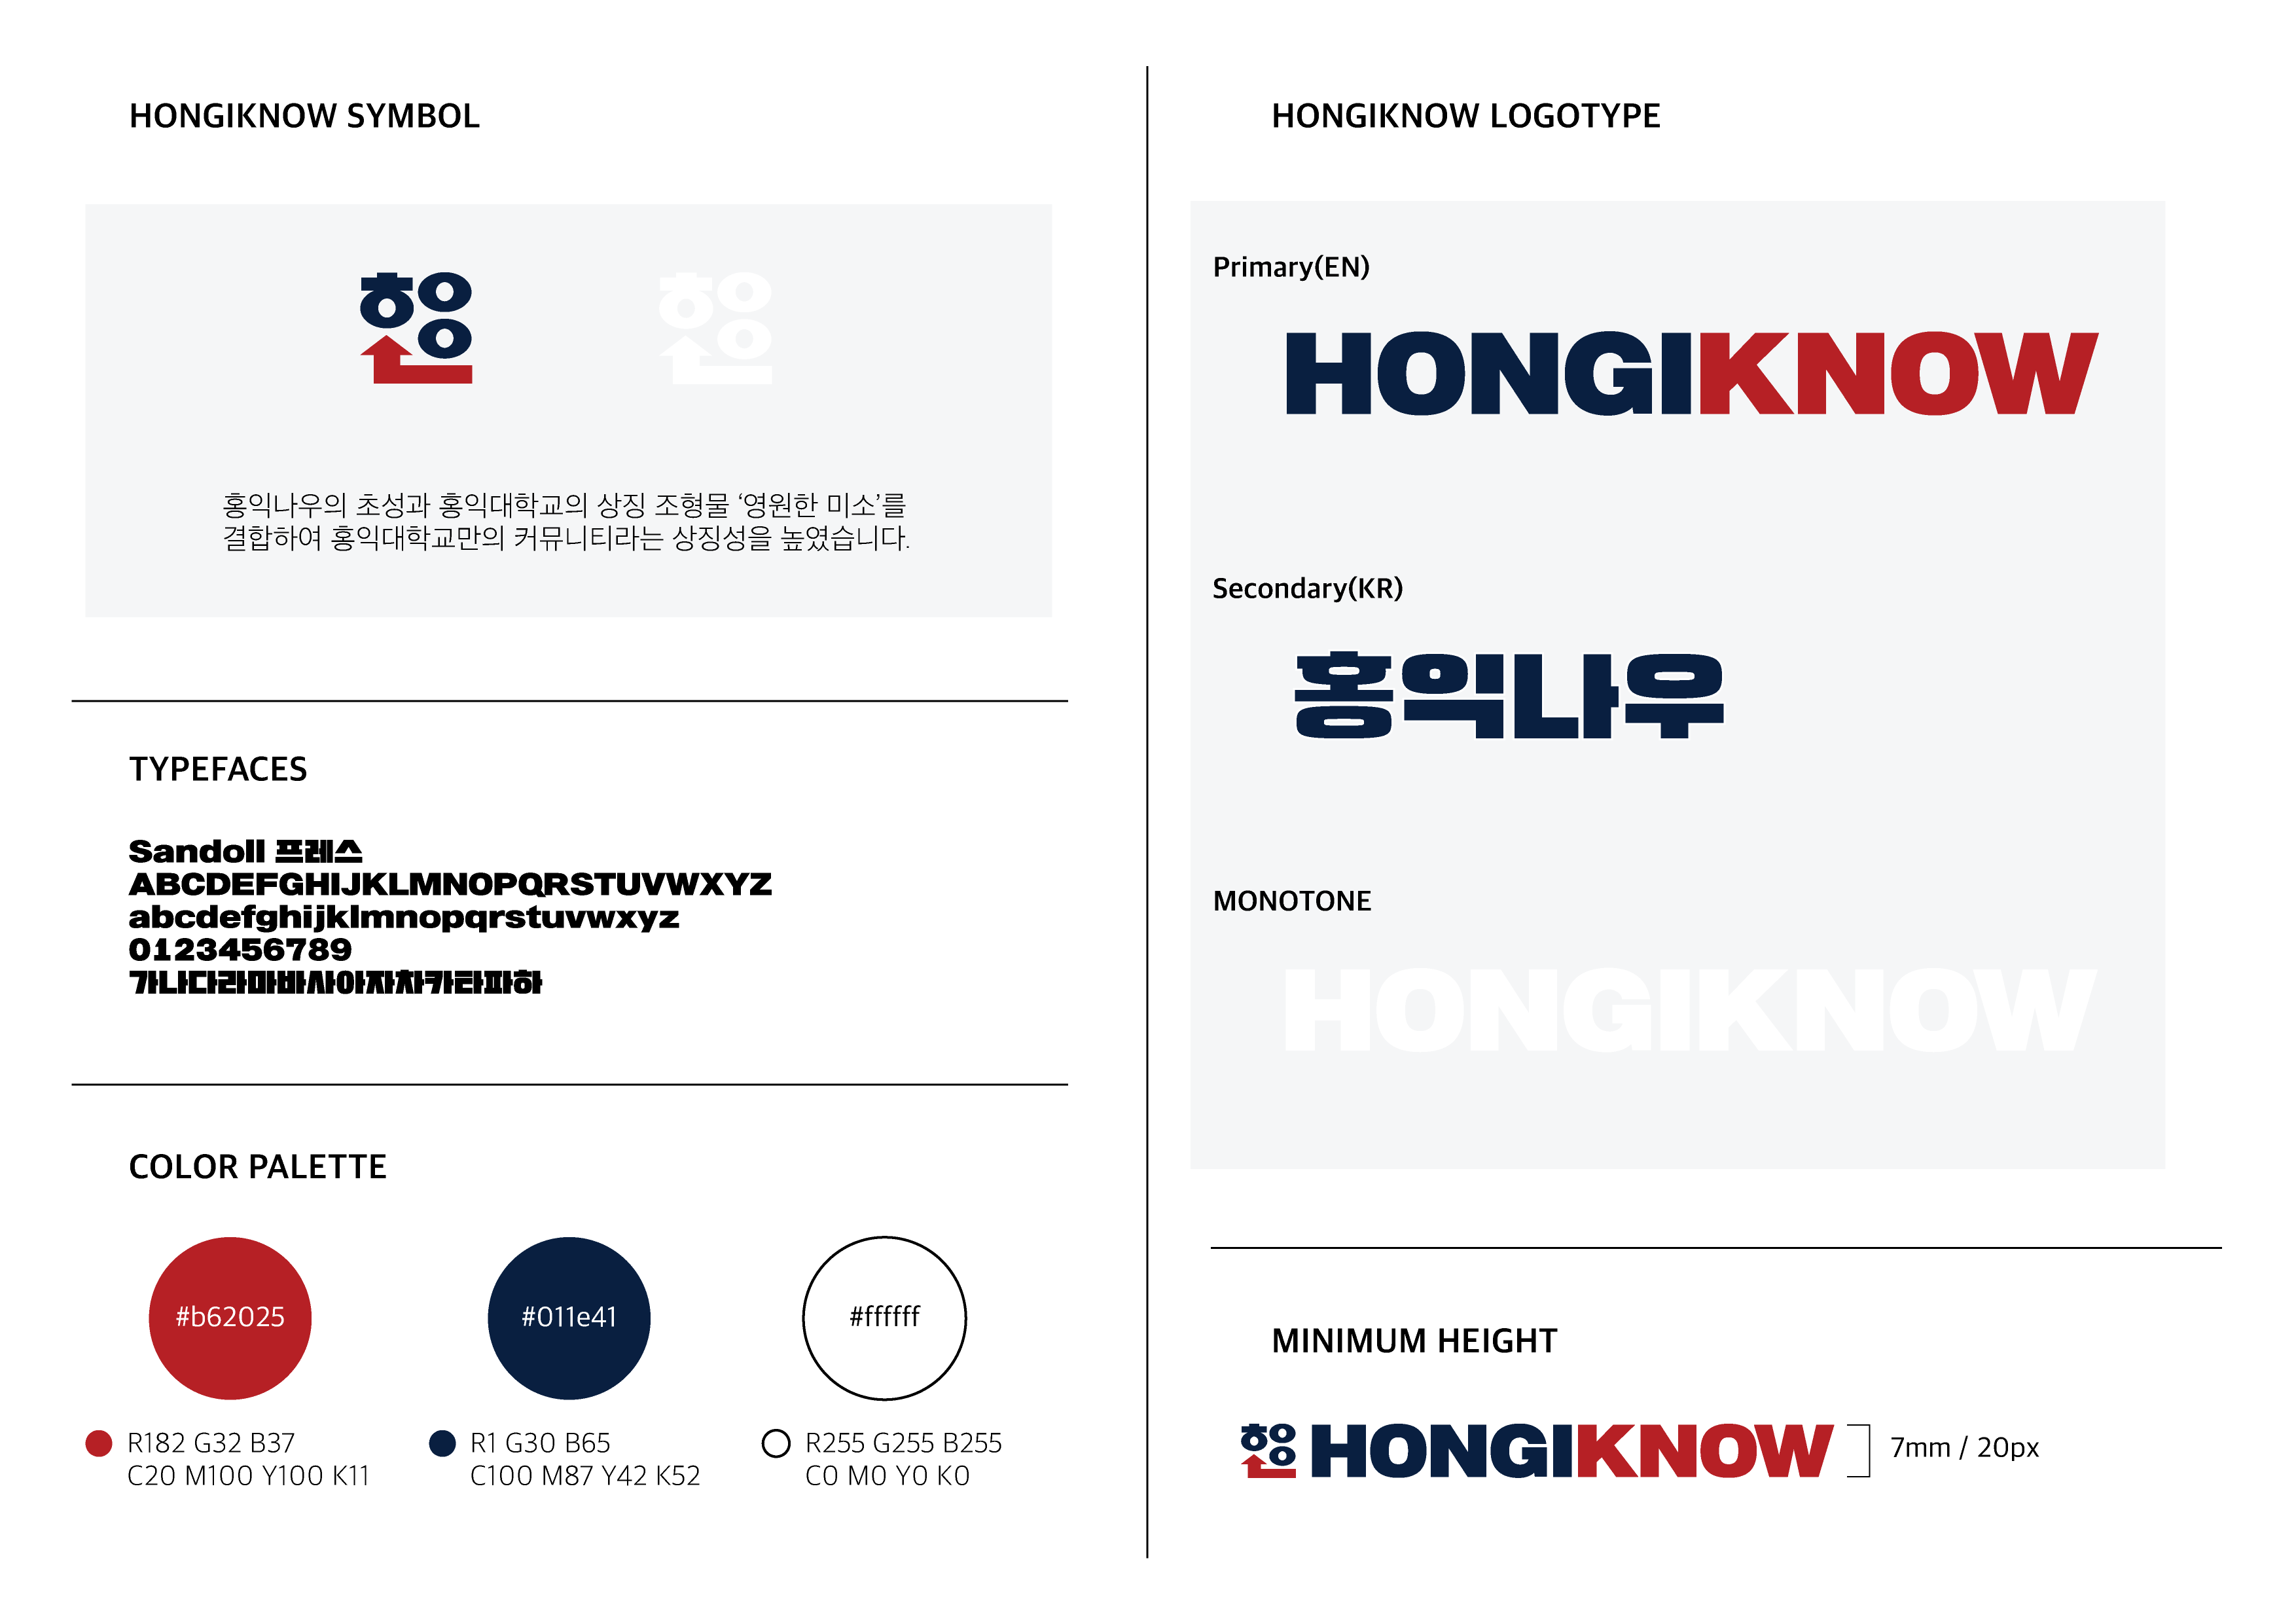 HONGIKNOW SYMBOL
홍익나우의 초성과 홍익대학교의 상징 조형물 ‘영원한 미소’를
결합하여 홍익대학교만의 커뮤니티라는 상징성을 높였습니다.
TYPEFACES
Sandoll 프레스
ABCDEFGHIJKLMNOPQRSTUVWXYZ
abcdefghijklmnopqrstuvwxyz
0123456789
가나다라마바사아자차카타파하
COLOR PALETTE
#b62025
#011e41
#ffffff
R182 G32 B37
C20 M100 Y100 K11
R1 G30 B65
C100 M87 Y42 K52
R255 G255 B255
C0 M0 Y0 K0
HONGIKNOW LOGOTYPE
Primary(EN)
HONGIKNOW
Secondary(KR)
홍익나우
MONOTONE
HONGIKNOW
MINIMUM HEIGHT
HONGIKNOW
7mm / 20px